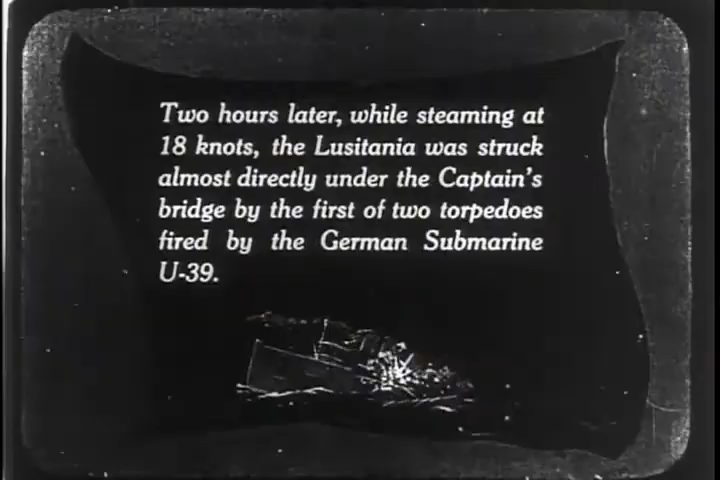 Two hours later, while steaming at
18 knots, the Lusitania was struck
almost directly under the Captain's
bridge by the first of two torpedoes
fired by the German Submarine
U-39.